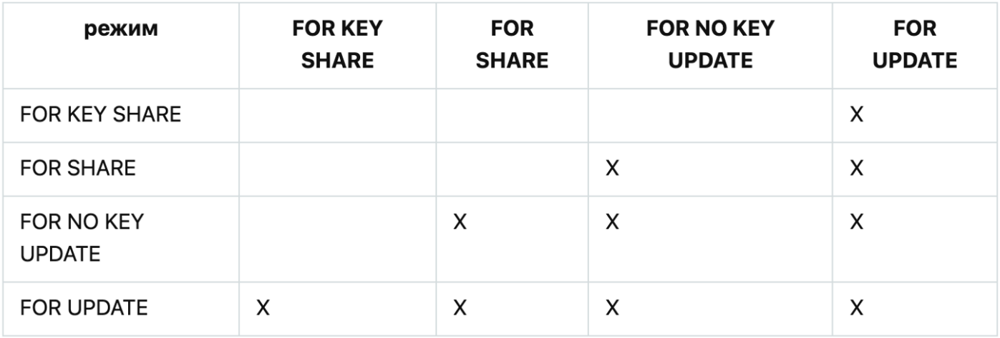 режим FOR KEY SHARE FOR SHARE FOR NO KEY UPDATE FOR UPDATE
FOR KEY SHARE X
FOR SHARE X X
FOR NO KEY UPDATE X X X
FOR UPDATE X X X X